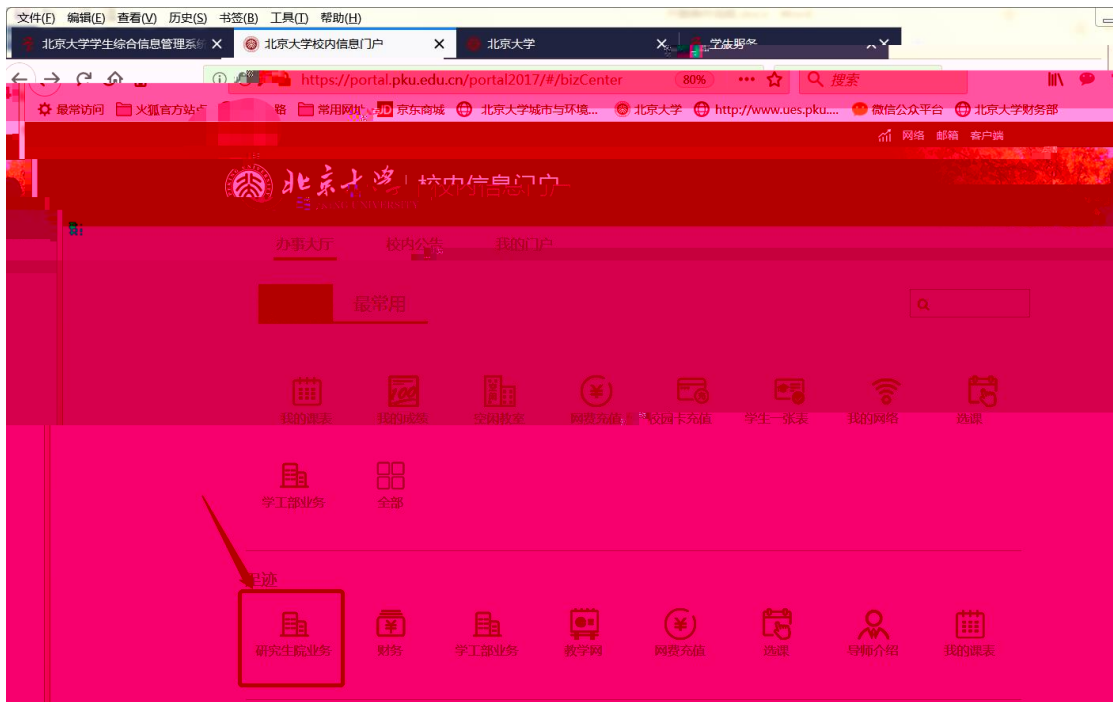 文件(F) 编辑(E) 查看(V) 历史(S) 书签(B) 工具(T) 帮助(H)
北京大学学生综合信息管理系统 北京大学校内信息门户 北京大学
https://portal.pku.edu.cn/portal2017/#/bizCenter 80% 搜索
最常访问 火狐官方站点 常用网址 JD 京东商城 北京大学城市与环境... 北京大学 http://www.ues.pku.... 微信公众平台 北京大学财务部
网络 邮箱 客户端
北京大学 校内信息门户
办事大厅 校内公告 我的门户
最常用
我的课表 我的成绩 空闲教室 网费充值 校园卡充值 学生一张表 我的网络 选课
学工部业务 全部
足迹
研究生院业务 财务 学工部业务 教学网 网费充值 选课 导师介绍 我的课表